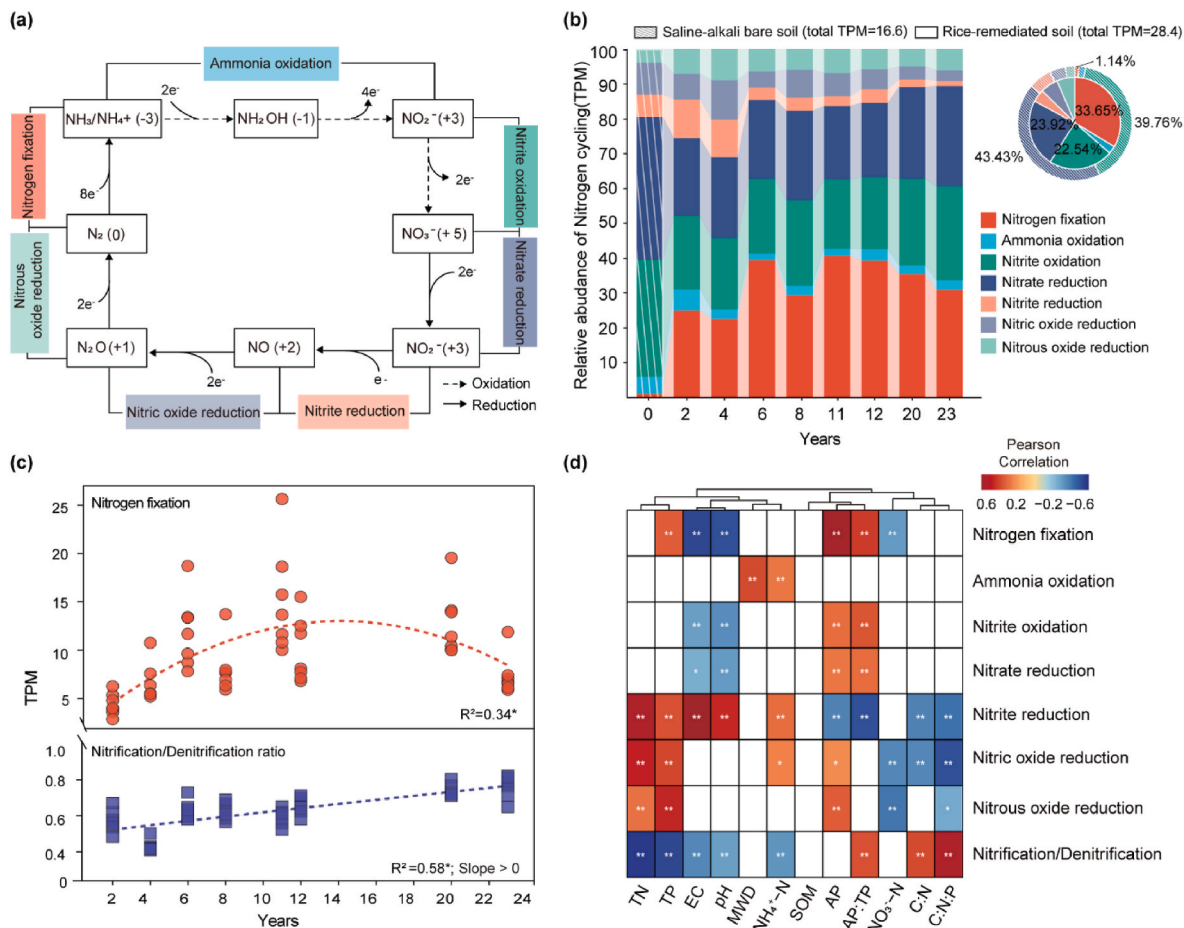 (a)
Ammonia oxidation
2e-
4e-
NH₃/NH₄+ (-3)
NH₂OH (-1)
NO₂⁻(+3)
Nitrogen fixation
Nitrite oxidation
8e-
2e-
N₂ (0)
NO₃⁻(+ 5)
Nitrous
oxide reduction
Nitrate reduction
2e-
2e-
N₂O (+1)
NO (+2)
NO₂⁻(+3)
2e-
e-
Oxidation
Reduction
Nitric oxide reduction
Nitrite reduction
(b)
Saline-alkali bare soil (total TPM=16.6)
Rice-remediated soil (total TPM=28.4)
Relative abudance of Nitrogen cycling(TPM)
100
90
80
70
60
50
40
30
20
10
0 2 4 6 8 11 12 20 23
Years
1.14%
33.65%
39.76%
23.92%
22.54%
43.43%
Nitrogen fixation
Ammonia oxidation
Nitrite oxidation
Nitrate reduction
Nitrite reduction
Nitric oxide reduction
Nitrous oxide reduction
(c)
Nitrogen fixation
TPM
25
20
15
10
5
R²=0.34*
Nitrification/Denitrification ratio
1.0
0.8
0.6
0.4
0
R²=0.58*; Slope > 0
2 4 6 8 10 12 14 16 18 20 22 24
Years
(d)
Pearson
Correlation
0.6 0.2 −0.2 −0.6
** ** ** ** ** ** Nitrogen fixation
** ** Ammonia oxidation
** ** ** ** Nitrite oxidation
* ** ** ** Nitrate reduction
** ** ** ** ** ** ** ** ** Nitrite reduction
** ** * * ** ** ** Nitric oxide reduction
** ** ** ** * Nitrous oxide reduction
** ** ** ** ** ** ** ** Nitrification/Denitrification
TN TP EC pH MWD NH₄⁺−N SOM AP AP:TP NO₃⁻−N C:N C:N:P